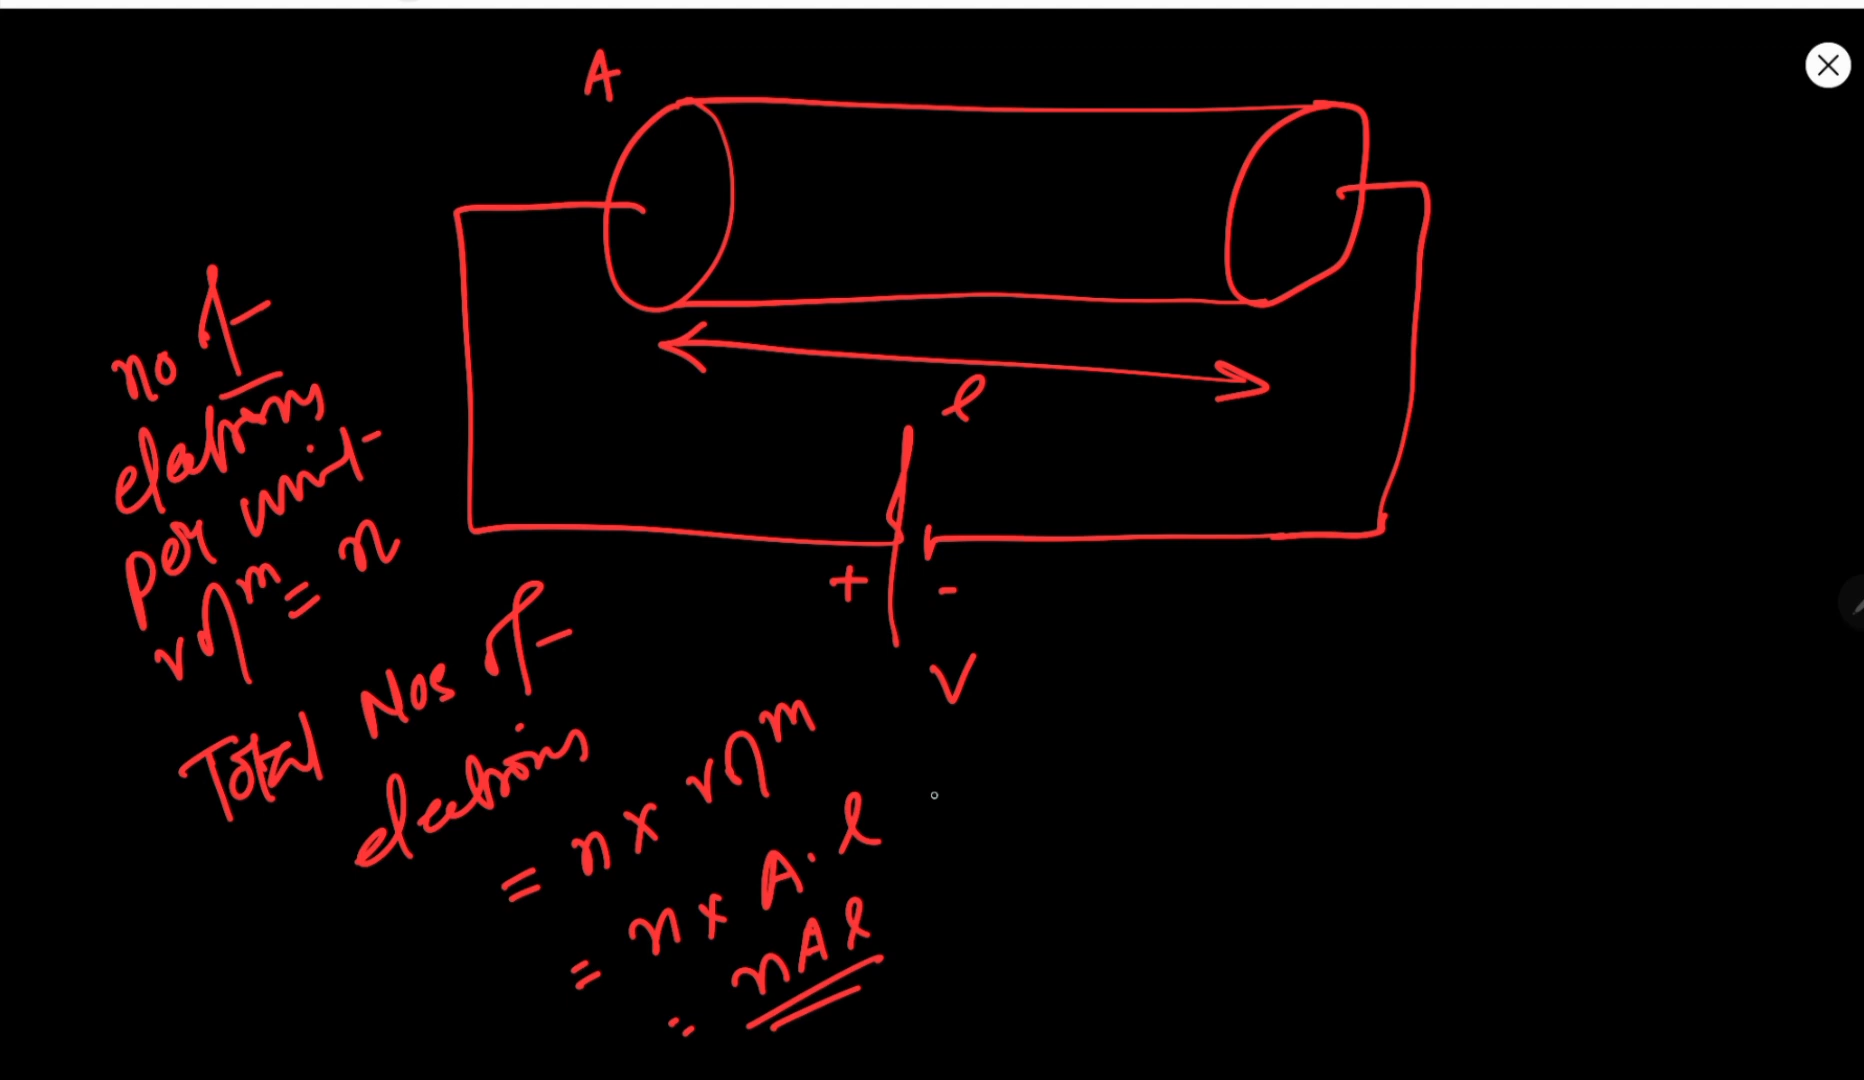 A
l
+ -
V
no of
electrons
per unit
vol^m = n
Total Nos of
electrons
= n x vol^m
= n x A. l
= nAl